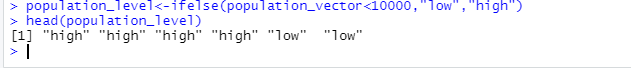 > population_level<-ifelse(population_vector<10000,"low","high")
> head(population_level)
[1] "high" "high" "high" "high" "low"  "low"
>